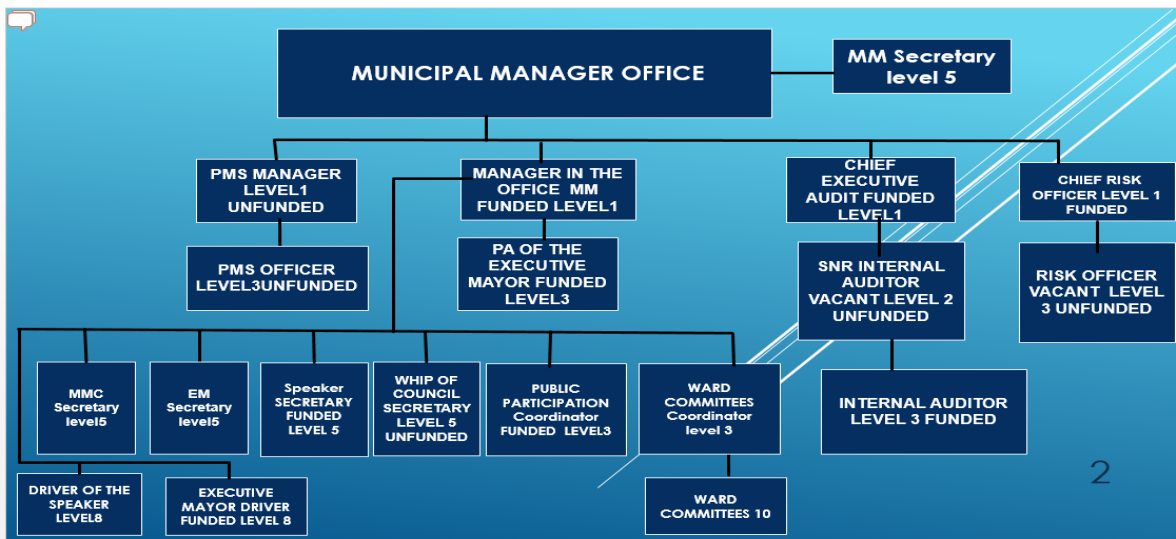 MUNICIPAL MANAGER OFFICE
MM Secretary
level 5
PMS MANAGER
LEVEL1
UNFUNDED
MANAGER IN THE
OFFICE MM
FUNDED LEVEL1
CHIEF
EXECUTIVE
AUDIT FUNDED
LEVEL1
CHIEF RISK
OFFICER LEVEL 1
FUNDED
PMS OFFICER
LEVEL3UNFUNDED
PA OF THE
EXECUTIVE
MAYOR FUNDED
LEVEL3
SNR INTERNAL
AUDITOR
VACANT LEVEL 2
UNFUNDED
RISK OFFICER
VACANT LEVEL
3 UNFUNDED
MMC
Secretary
level5
EM
Secretary
level5
Speaker
SECRETARY
FUNDED
LEVEL 5
WHIP OF
COUNCIL
SECRETARY
LEVEL 5
UNFUNDED
PUBLIC
PARTICIPATION
Coordinator
FUNDED LEVEL3
WARD
COMMITTEES
Coordinator
level 3
INTERNAL AUDITOR
LEVEL 3 FUNDED
DRIVER OF THE
SPEAKER
LEVEL8
EXECUTIVE
MAYOR DRIVER
FUNDED LEVEL 8
WARD
COMMITTEES 10
2